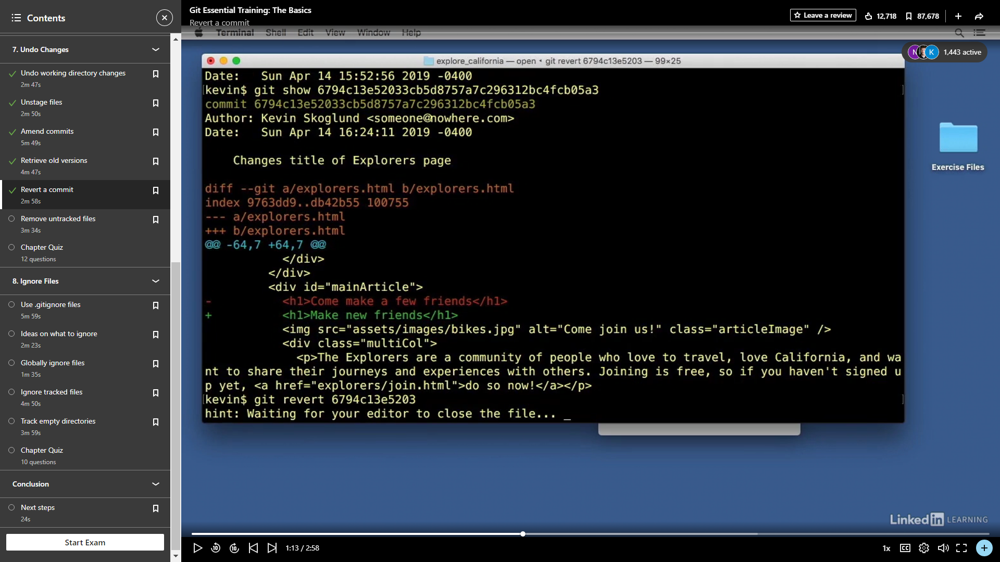 Contents
7. Undo Changes
Undo working directory changes
2m 47s
Unstage files
2m 50s
Amend commits
5m 49s
Retrieve old versions
4m 47s
Revert a commit
2m 58s
Remove untracked files
3m 34s
Chapter Quiz
12 questions
8. Ignore Files
Use .gitignore files
5m 59s
Ideas on what to ignore
2m 23s
Globally ignore files
1m 35s
Ignore tracked files
4m 50s
Track empty directories
3m 59s
Chapter Quiz
10 questions
Conclusion
Next steps
24s
Start Exam
Git Essential Training: The Basics
Revert a commit
Leave a review
12,718
87,678
Terminal Shell Edit View Window Help
N K 1,443 active
explore_california — open • git revert 6794c13e5203 — 99×25
Date:   Sun Apr 14 15:52:56 2019 -0400
[kevin$ git show 6794c13e52033cb5d8757a7c296312bc4fcb05a3 ]
commit 6794c13e52033cb5d8757a7c296312bc4fcb05a3
Author: Kevin Skoglund <someone@nowhere.com>
Date:   Sun Apr 14 16:24:11 2019 -0400
Changes title of Explorers page
diff --git a/explorers.html b/explorers.html
index 9763dd9..db42b55 100755
--- a/explorers.html
+++ b/explorers.html
@@ -64,7 +64,7 @@
</div>
</div>
<div id="mainArticle">
-          <h1>Come make a few friends</h1>
+          <h1>Make new friends</h1>
<img src="assets/images/bikes.jpg" alt="Come join us!" class="articleImage" />
<div class="multiCol">
<p>The Explorers are a community of people who love to travel, love California, and wa
nt to share their journeys and experiences with others. Joining is free, so if you haven't signed u
p yet, <a href="explorers/join.html">do so now!</a></p>
[kevin$ git revert 6794c13e5203 ]
hint: Waiting for your editor to close the file... _
Exercise Files
Linked in LEARNING
10 10 1:13 / 2:58
1x CC